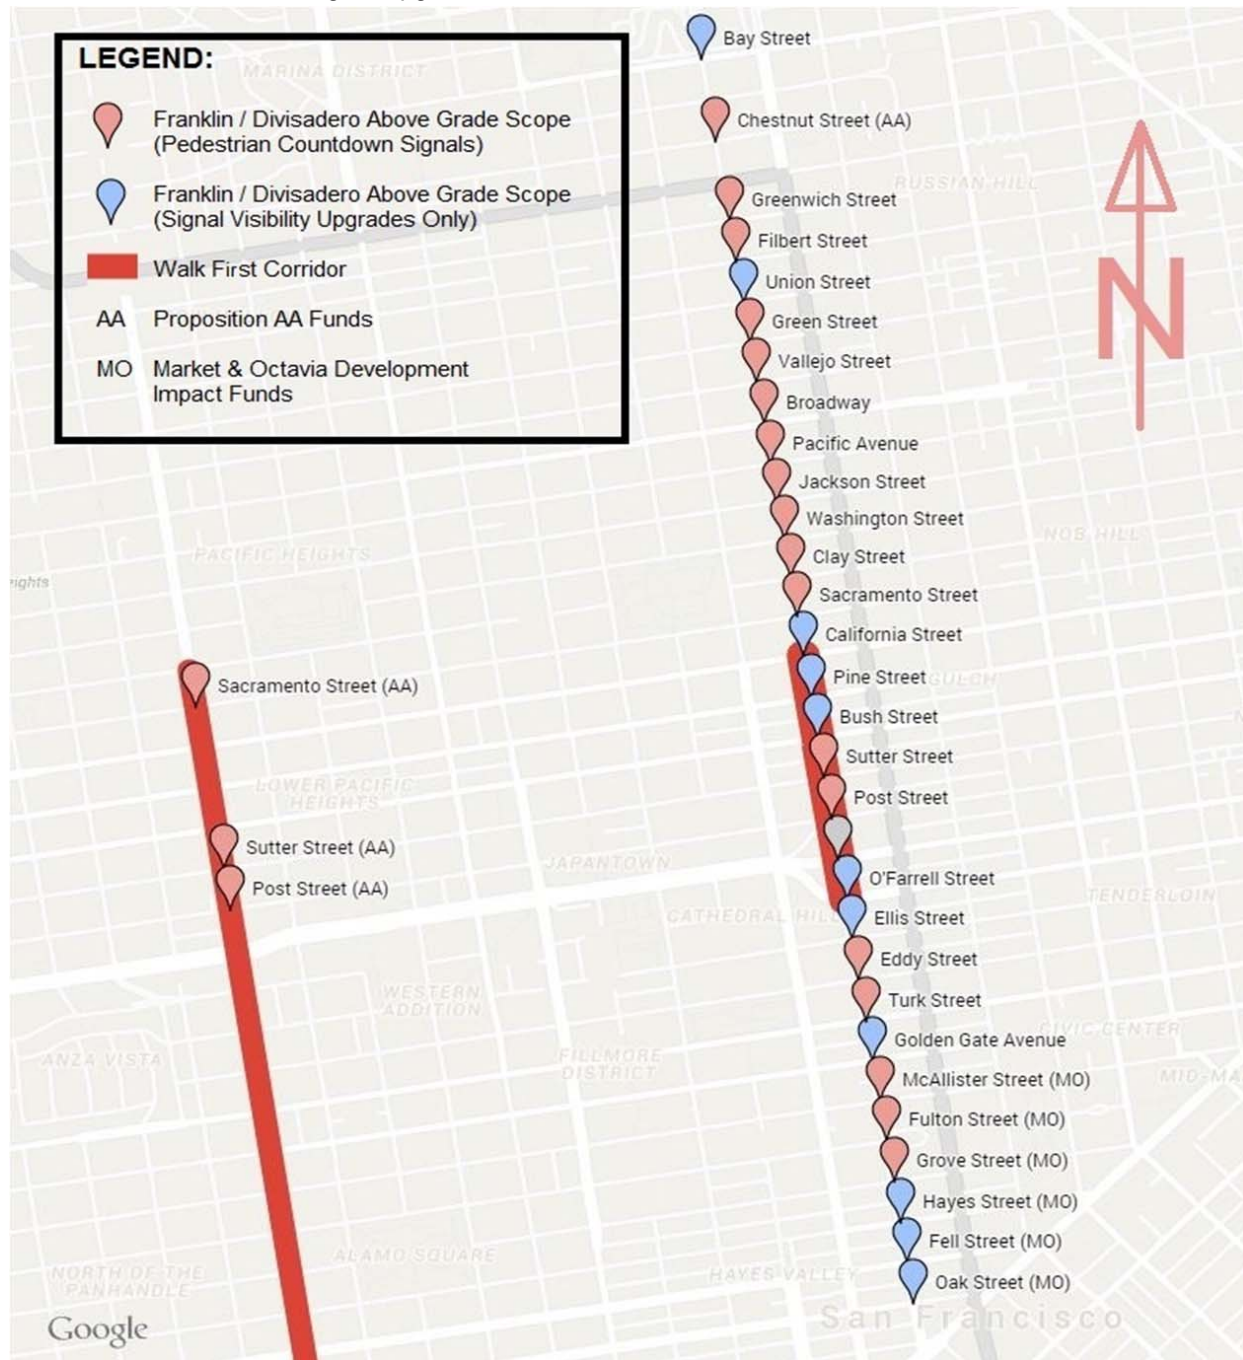 LEGEND:
Franklin / Divisadero Above Grade Scope
(Pedestrian Countdown Signals)
Franklin / Divisadero Above Grade Scope
(Signal Visibility Upgrades Only)
Walk First Corridor
AA Proposition AA Funds
MO Market & Octavia Development
Impact Funds
MARINA DISTRICT
Bay Street
Chestnut Street (AA)
RUSSIAN HILL
Greenwich Street
Filbert Street
Union Street
N
Green Street
Vallejo Street
Broadway
Pacific Avenue
Jackson Street
Washington Street
NOB HILL
PACIFIC HEIGHTS
Clay Street
eights
Sacramento Street
California Street
Pine Street
GULCH
Sacramento Street (AA)
Bush Street
Sutter Street
LOWER PACIFIC
HEIGHTS
Post Street
Sutter Street (AA)
JAPANTOWN
O'Farrell Street
Post Street (AA)
TENDERLOIN
CATHEDRAL HILL
Ellis Street
Eddy Street
WESTERN
ADDITION
Turk Street
CIVIC CENTER
Golden Gate Avenue
ANZA VISTA
FILLMORE
DISTRICT
McAllister Street (MO)
MID-MA
Fulton Street (MO)
Grove Street (MO)
Hayes Street (MO)
Fell Street (MO)
ALAMO SQUARE
NORTH OF THE
PANHANDLE
HAYES VALLEY
Oak Street (MO)
San Francisco
Google